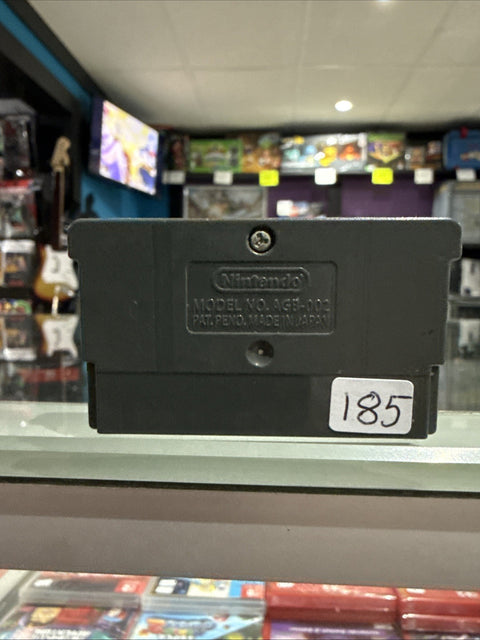 Nintendo
MODEL NO. AGB-002
PAT. PEND. MADE IN JAPAN
185